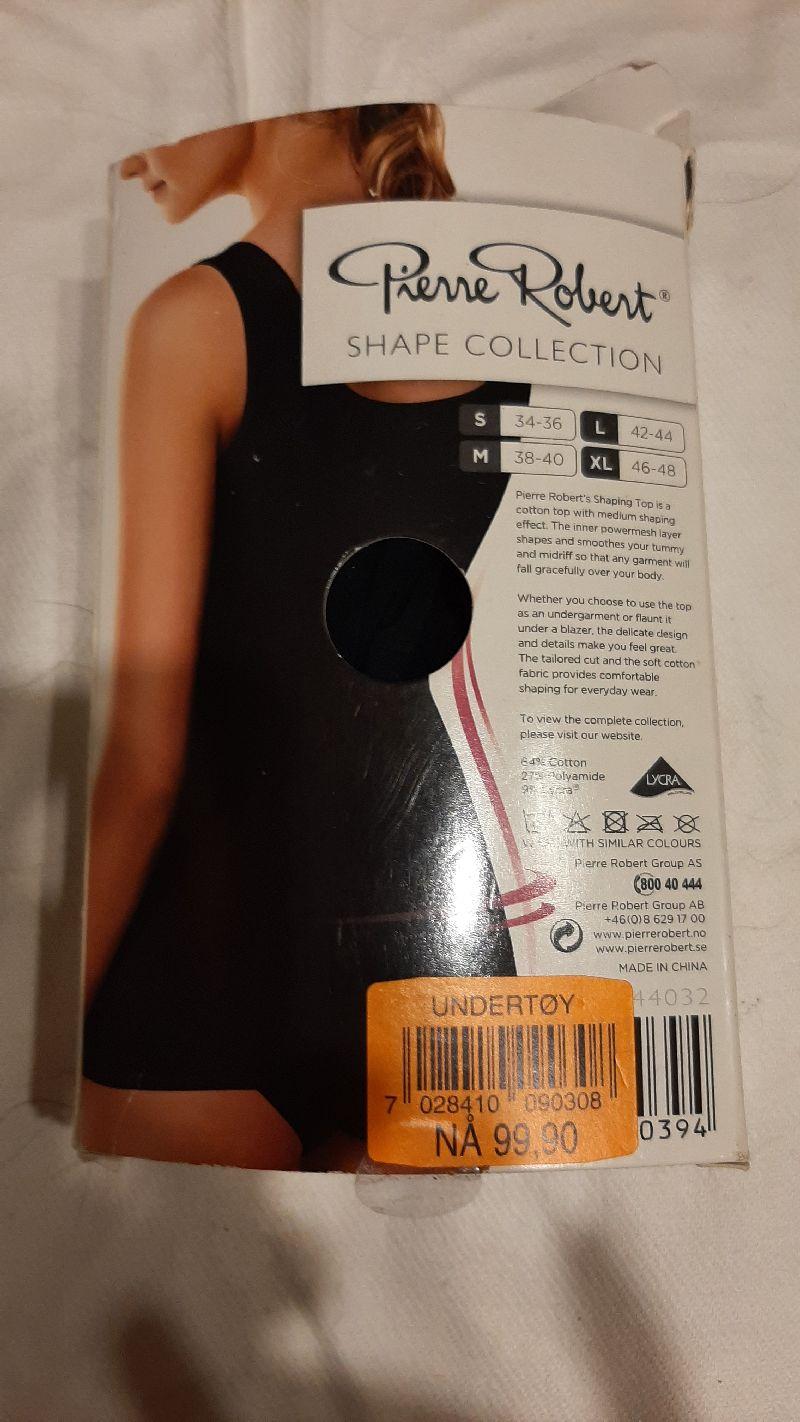 Pierre Robert®
SHAPE COLLECTION
S 34-36 L 42-44
M 38-40 XL 46-48
Pierre Robert's Shaping Top is a
cotton top with medium shaping
effect. The inner powermesh layer
shapes and smoothes your tummy
and midriff so that any garment will
fall gracefully over your body.
Whether you choose to use the top
as an undergarment or flaunt it
under a blazer, the delicate design
and details make you feel great.
The tailored cut and the soft cotton
fabric provides comfortable
shaping for everyday wear.
To view the complete collection,
please visit our website.
64% Cotton
27% Polyamide
9% Lycra®
LYCRA
WITH SIMILAR COLOURS
Pierre Robert Group AS
800 40 444
Pierre Robert Group AB
+46(0)8 629 17 00
www.pierrerobert.no
www.pierrerobert.se
MADE IN CHINA
44032
UNDERTØY
7 028410 090308
NÅ 99,90
0394